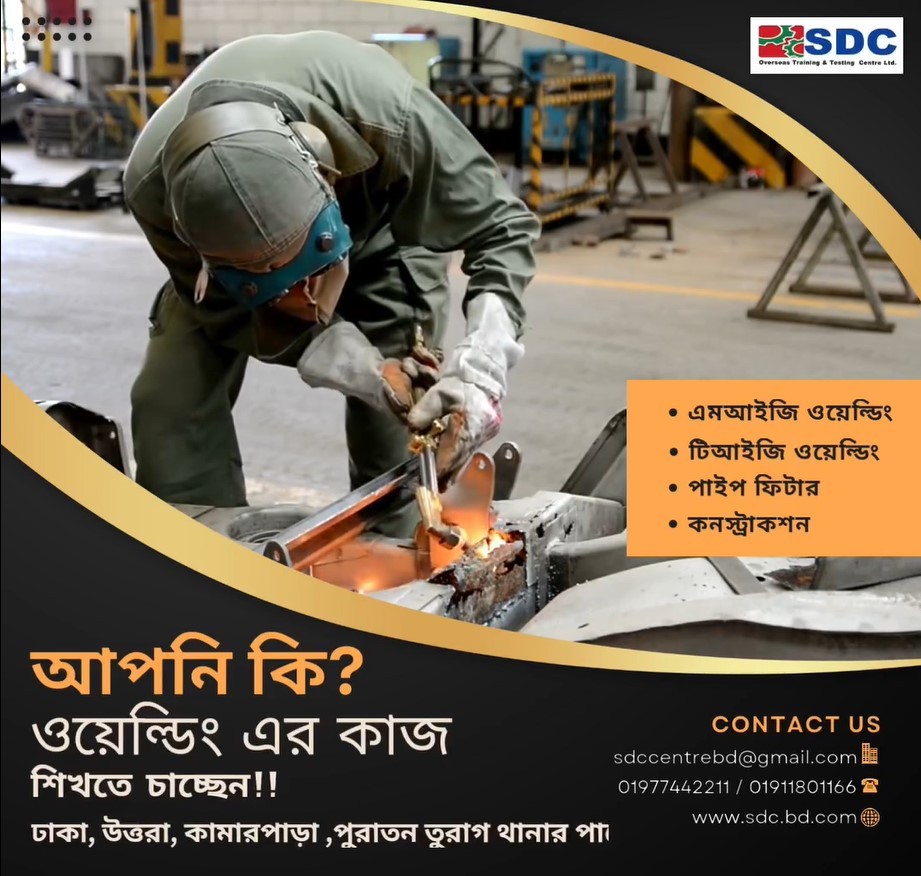 SDC
Overseas Training & Testing Centre Ltd.
• এমআইজি ওয়েল্ডিং
• টিআইজি ওয়েল্ডিং
• পাইপ ফিটার
• কনস্ট্রাকশন
আপনি কি?
ওয়েল্ডিং এর কাজ
শিখতে চাচ্ছেন!!
ঢাকা, উত্তরা, কামারপাড়া ,পুরাতন তুরাগ থানার
CONTACT US
sdccentrebd@gmail.com
01977442211 / 01911801166
www.sdc.bd.com